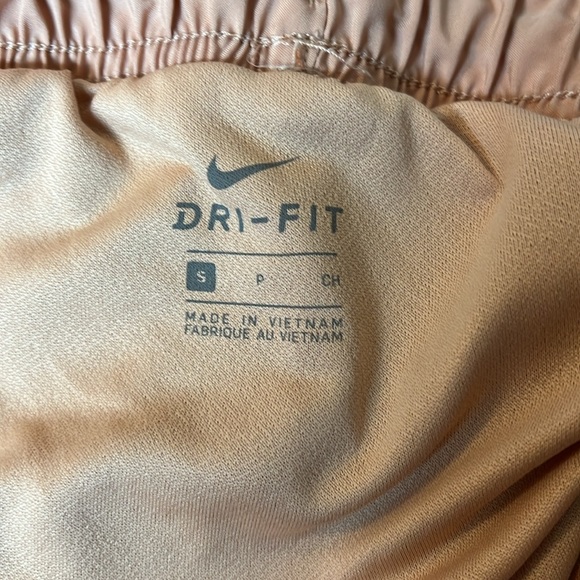 DRI-FIT
S P CH
MADE IN VIETNAM
FABRIQUE AU VIETNAM